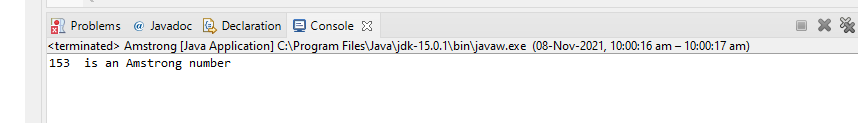 Problems @ Javadoc Declaration Console
<terminated> Amstrong [Java Application] C:\Program Files\Java\jdk-15.0.1\bin\javaw.exe (08-Nov-2021, 10:00:16 am – 10:00:17 am)
153  is an Amstrong number